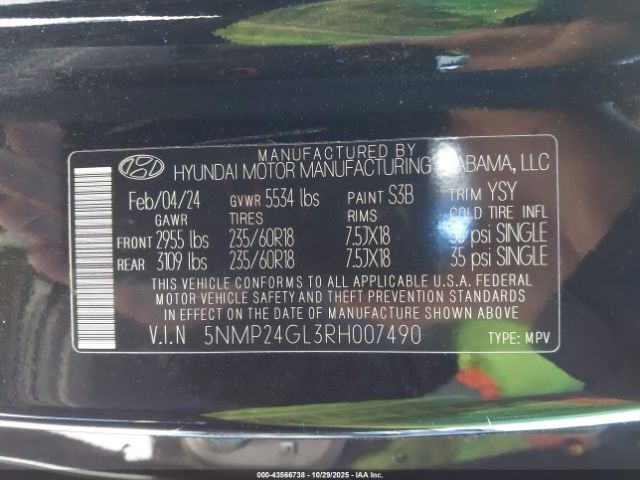 MANUFACTURED BY
HYUNDAI MOTOR MANUFACTURING ALABAMA, LLC
Feb/04/24 GVWR 5534 lbs PAINT S3B TRIM YSY
GAWR TIRES RIMS COLD TIRE INFL
FRONT 2955 lbs 235/60R18 7.5JX18 psi SINGLE
REAR 3109 lbs 235/60R18 7.5JX18 35 psi SINGLE
THIS VEHICLE CONFORMS TO ALL APPLICABLE U.S.A. FEDERAL
MOTOR VEHICLE SAFETY AND THEFT PREVENTION STANDARDS
IN EFFECT ON THE DATE OF MANUFACTURE SHOWN ABOVE.
V.I.N 5NMP24GL3RH007490 TYPE: MPV
000-43566738 - 10/29/2025 - IAAI.com - Copyright IAA, Inc.